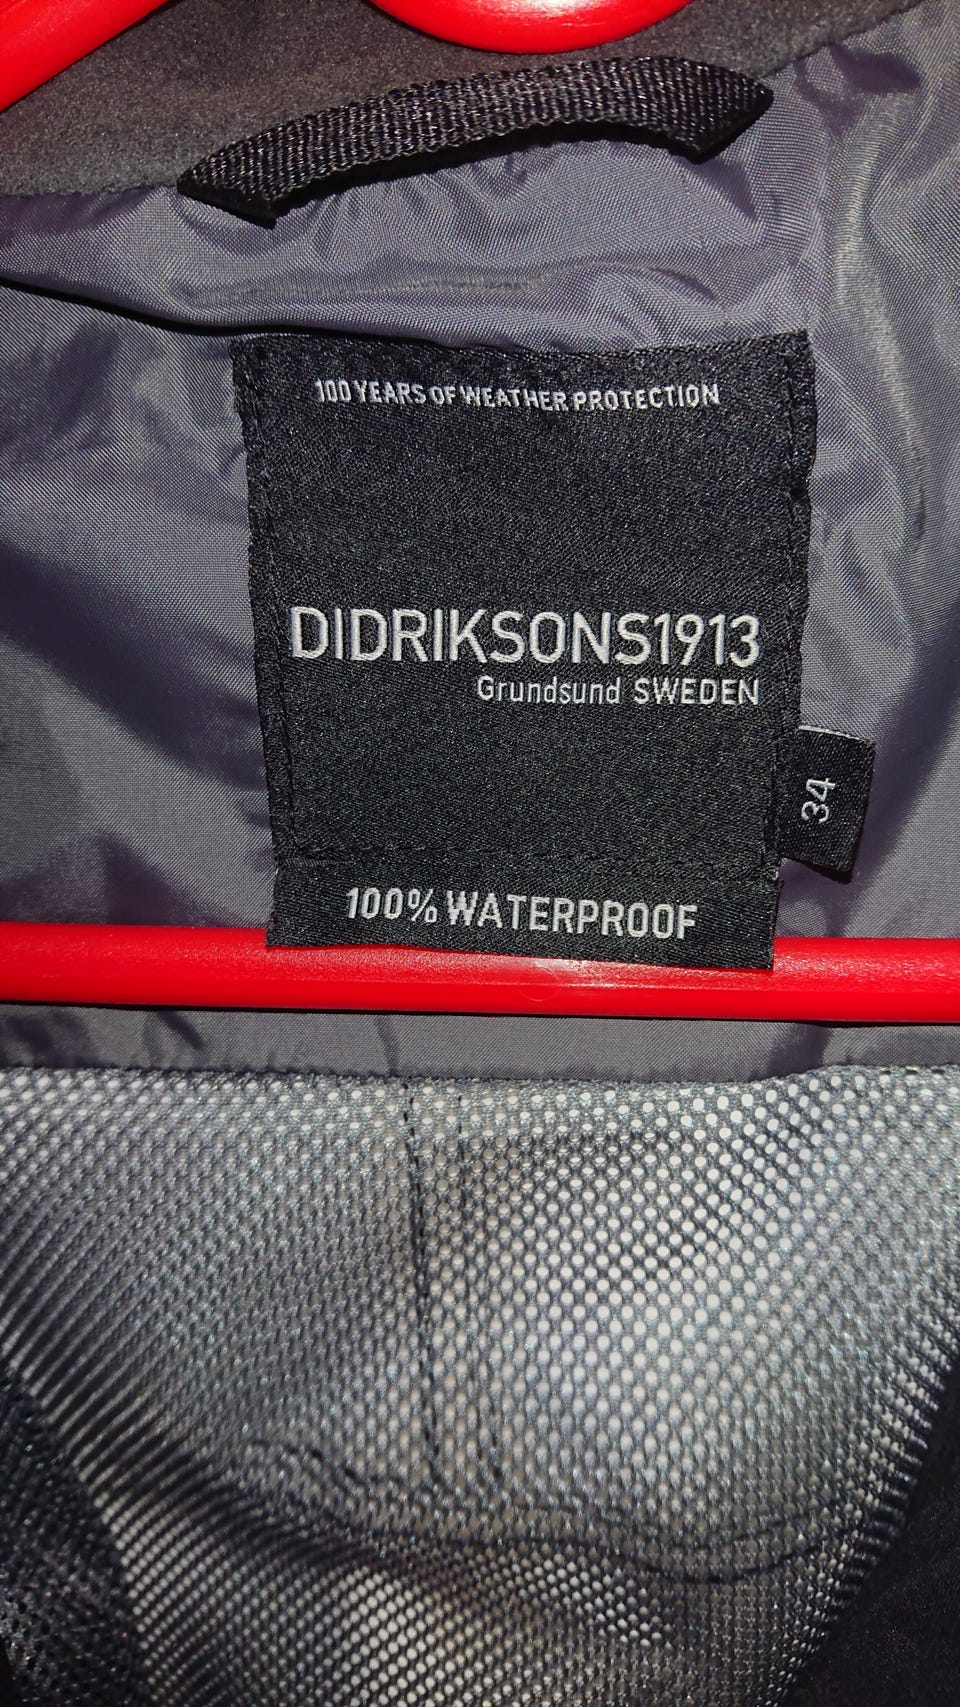 100 YEARS OF WEATHER PROTECTION
DIDRIKSONS1913
Grundsund SWEDEN
34
100% WATERPROOF